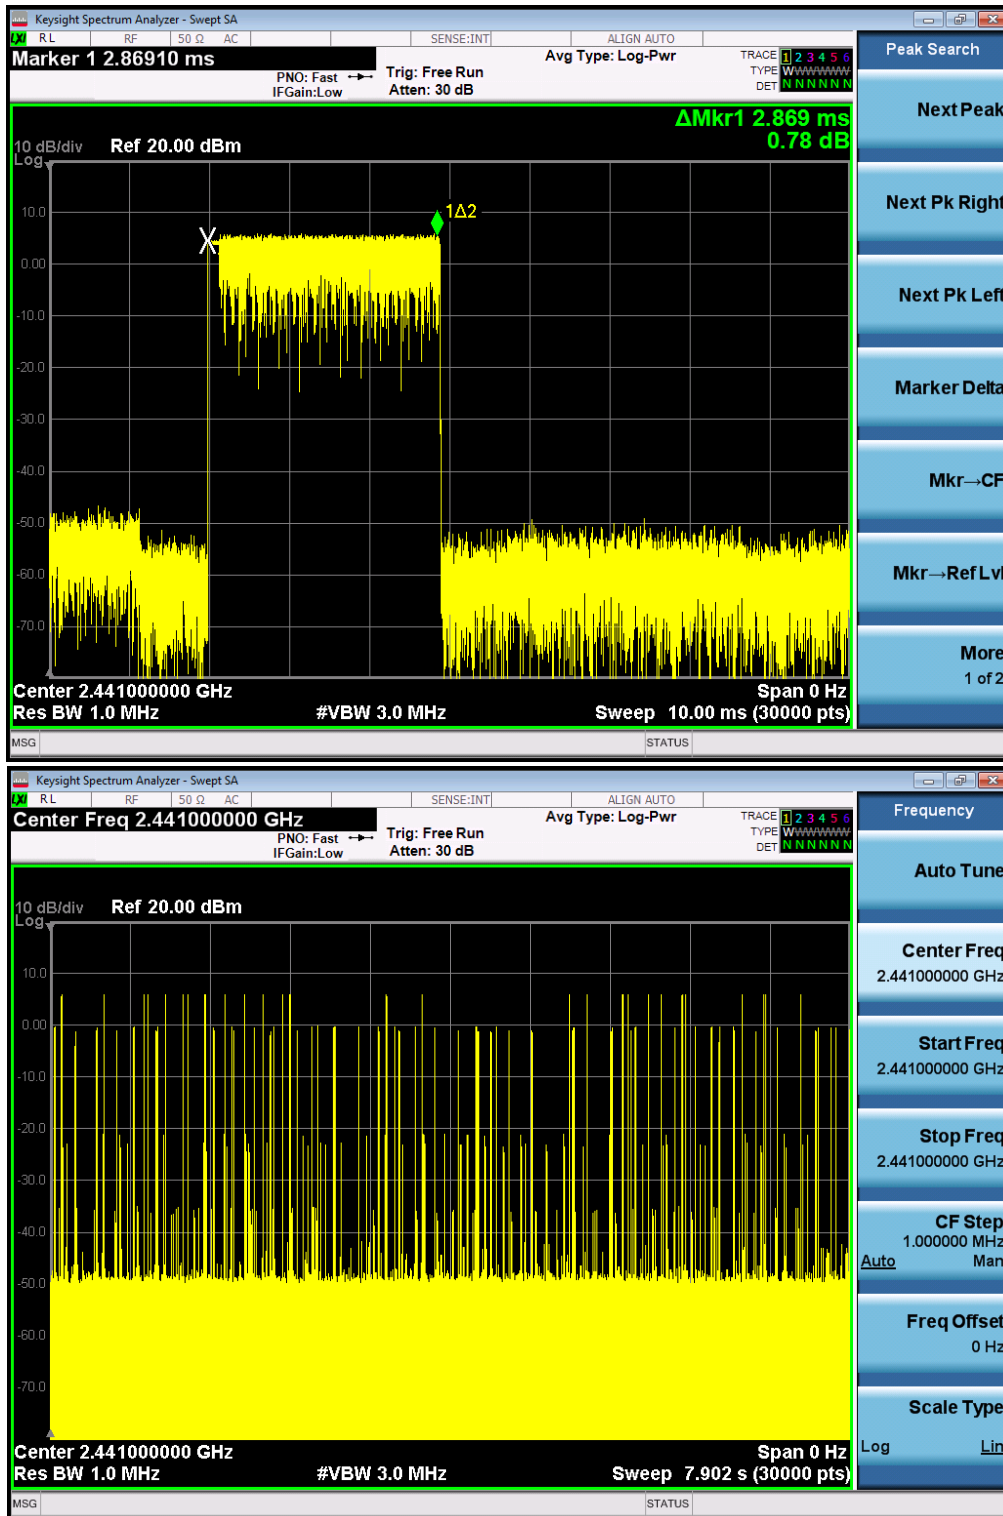 Keysight Spectrum Analyzer - Swept SA
LXI RL RF 50 Ω AC SENSE:INT ALIGN AUTO
Marker 1 2.86910 ms
PNO: Fast
IFGain:Low
Trig: Free Run
Atten: 30 dB
Avg Type: Log-Pwr
TRACE 1 2 3 4 5 6
TYPE WWWWWW
DET N N N N N N
ΔMkr1 2.869 ms
0.78 dB
10 dB/div Ref 20.00 dBm
Log
10.0
1Δ2
0.00
-10.0
-20.0
-30.0
-40.0
-50.0
-60.0
-70.0
Center 2.441000000 GHz Span 0 Hz
Res BW 1.0 MHz #VBW 3.0 MHz Sweep 10.00 ms (30000 pts)
MSG STATUS
Peak Search
Next Peak
Next Pk Right
Next Pk Left
Marker Delta
Mkr→CF
Mkr→Ref Lvl
More
1 of 2
Keysight Spectrum Analyzer - Swept SA
LXI RL RF 50 Ω AC SENSE:INT ALIGN AUTO
Center Freq 2.441000000 GHz
PNO: Fast
IFGain:Low
Trig: Free Run
Atten: 30 dB
Avg Type: Log-Pwr
TRACE 1 2 3 4 5 6
TYPE WWWWWW
DET N N N N N N
10 dB/div Ref 20.00 dBm
Log
10.0
0.00
-10.0
-20.0
-30.0
-40.0
-50.0
-60.0
-70.0
Center 2.441000000 GHz Span 0 Hz
Res BW 1.0 MHz #VBW 3.0 MHz Sweep 7.902 s (30000 pts)
MSG STATUS
Frequency
Auto Tune
Center Freq
2.441000000 GHz
Start Freq
2.441000000 GHz
Stop Freq
2.441000000 GHz
CF Step
1.000000 MHz
Auto Man
Freq Offset
0 Hz
Scale Type
Log Lin